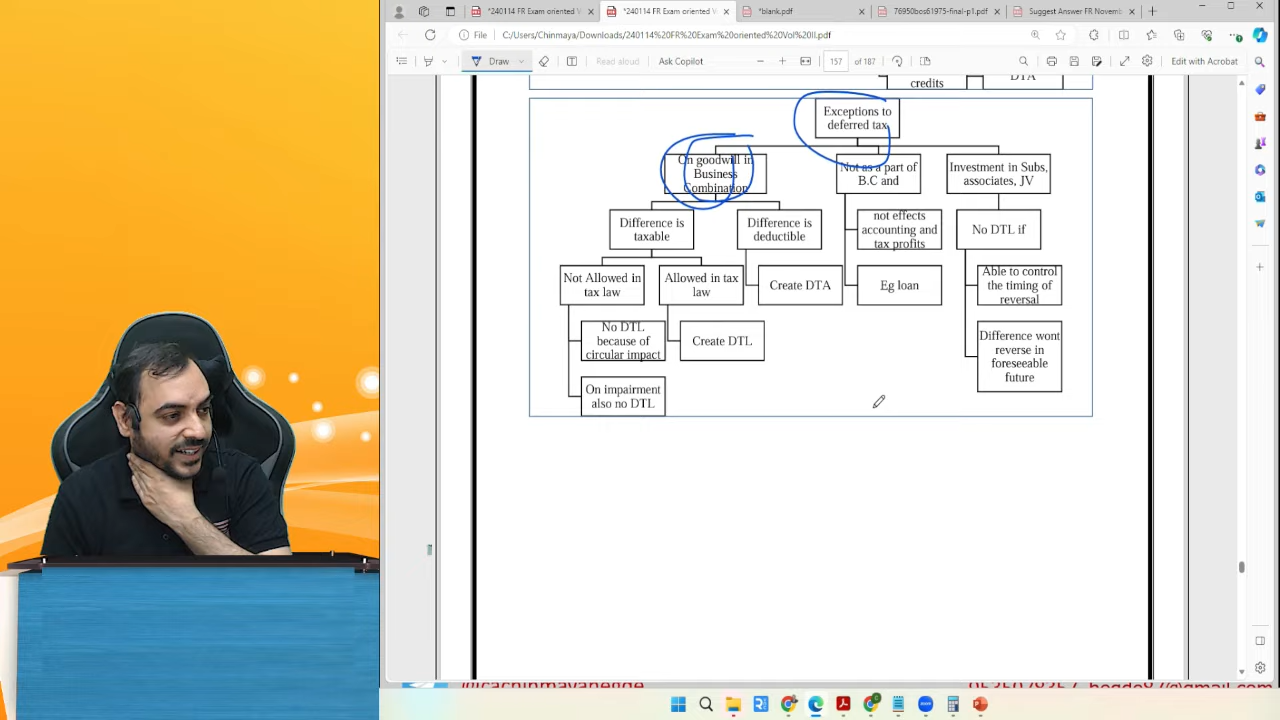 *240114 FR Exam oriented V
*240114 FR Exam oriented V
*blank.pdf
76950bos61975-final-p1.pdf
Suggest Answer FR Novemb
File
C:/Users/Chinmaya/Downloads/240114%20FR%20Exam%20oriented%20Vol%20II.pdf
Draw
Read aloud
Ask Copilot
157
of 187
Edit with Acrobat
credits
DTA
Exceptions to
deferred tax
On goodwill in
Business
Combination
Not as a part of
B.C and
Investment in Subs,
associates, JV
Difference is
taxable
Difference is
deductible
not effects
accounting and
tax profits
No DTL if
Not Allowed in
tax law
Allowed in tax
law
Create DTA
Eg loan
Able to control
the timing of
reversal
No DTL
because of
circular impact
Create DTL
Difference wont
reverse in
foreseeable
future
On impairment
also no DTL